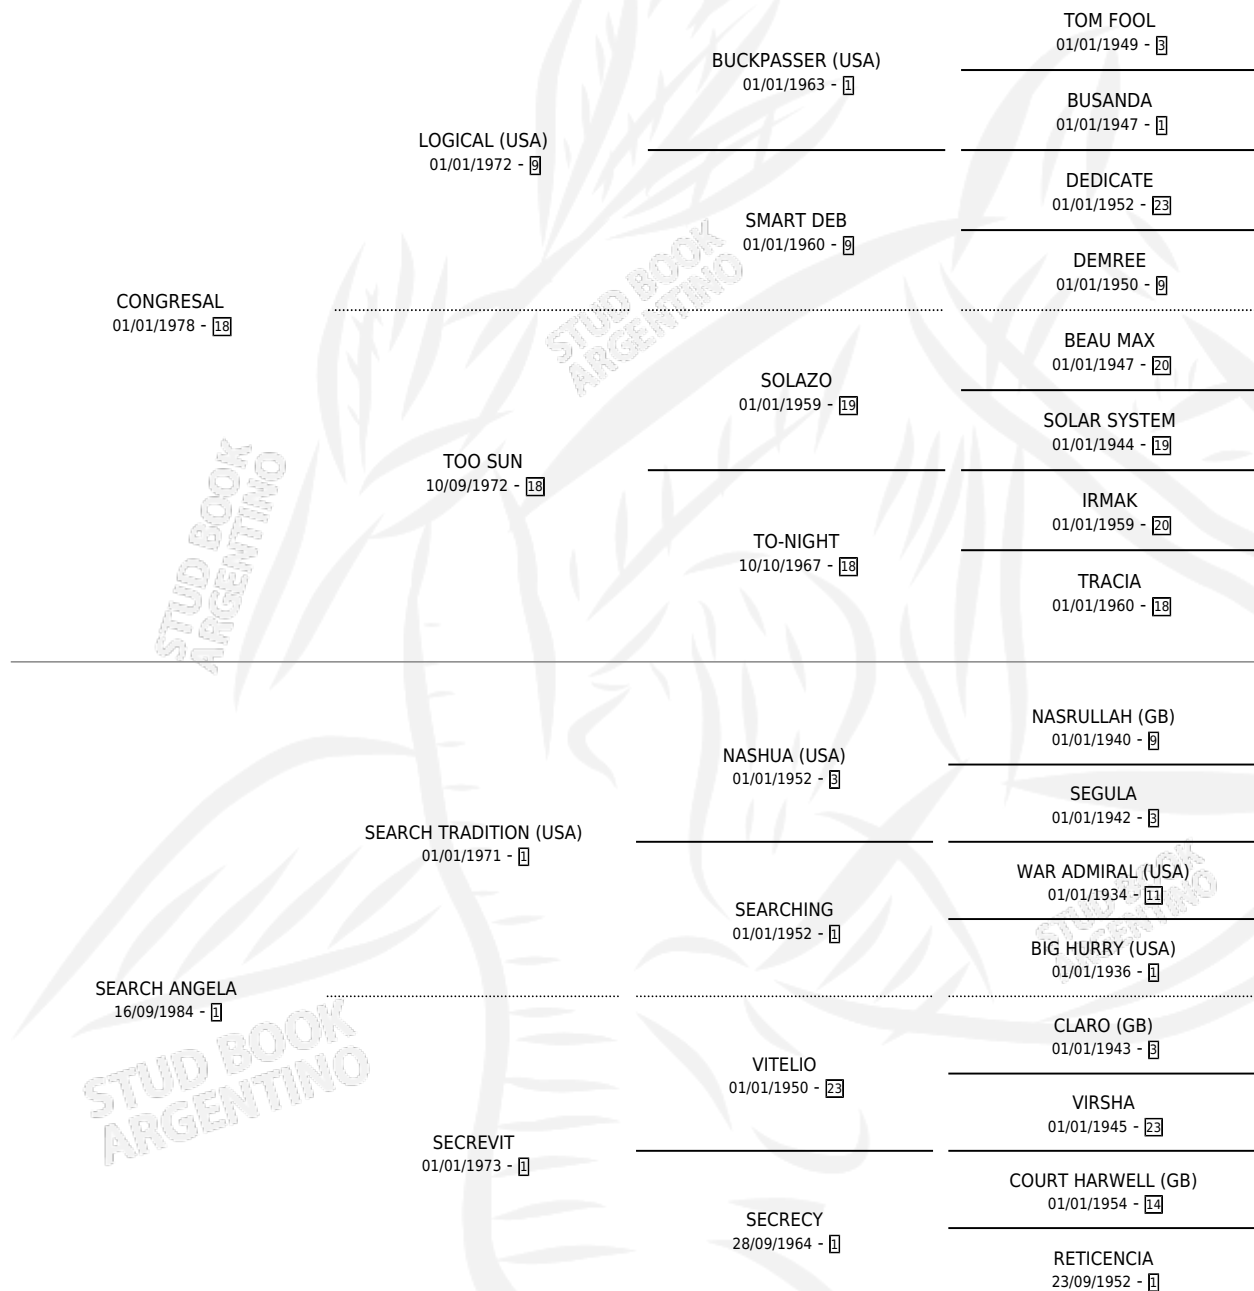 TOM FOOL
01/01/1949 - 3
BUCKPASSER (USA)
01/01/1963 - 1
BUSANDA
01/01/1947 - 1
LOGICAL (USA)
01/01/1972 - 9
DEDICATE
01/01/1952 - 23
SMART DEB
01/01/1960 - 9
DEMREE
01/01/1950 - 9
CONGRESAL
01/01/1978 - 18
BEAU MAX
01/01/1947 - 20
SOLAZO
01/01/1959 - 19
SOLAR SYSTEM
01/01/1944 - 19
TOO SUN
10/09/1972 - 18
IRMAK
01/01/1959 - 20
TO-NIGHT
10/10/1967 - 18
TRACIA
01/01/1960 - 18
NASRULLAH (GB)
01/01/1940 - 9
NASHUA (USA)
01/01/1952 - 3
SEGULA
01/01/1942 - 3
SEARCH TRADITION (USA)
01/01/1971 - 1
WAR ADMIRAL (USA)
01/01/1934 - 11
SEARCHING
01/01/1952 - 1
BIG HURRY (USA)
01/01/1936 - 1
SEARCH ANGELA
16/09/1984 - 1
CLARO (GB)
01/01/1943 - 3
VITELIO
01/01/1950 - 23
VIRSHA
01/01/1945 - 23
SECREVIT
01/01/1973 - 1
COURT HARWELL (GB)
01/01/1954 - 14
SECRECY
28/09/1964 - 1
RETICENCIA
23/09/1952 - 1
STUD BOOK
ARGENTINO
STUD BOOK
ARGENTINO
STUD BOOK
ARGENTINO
STUD BOOK
ARGENTINO